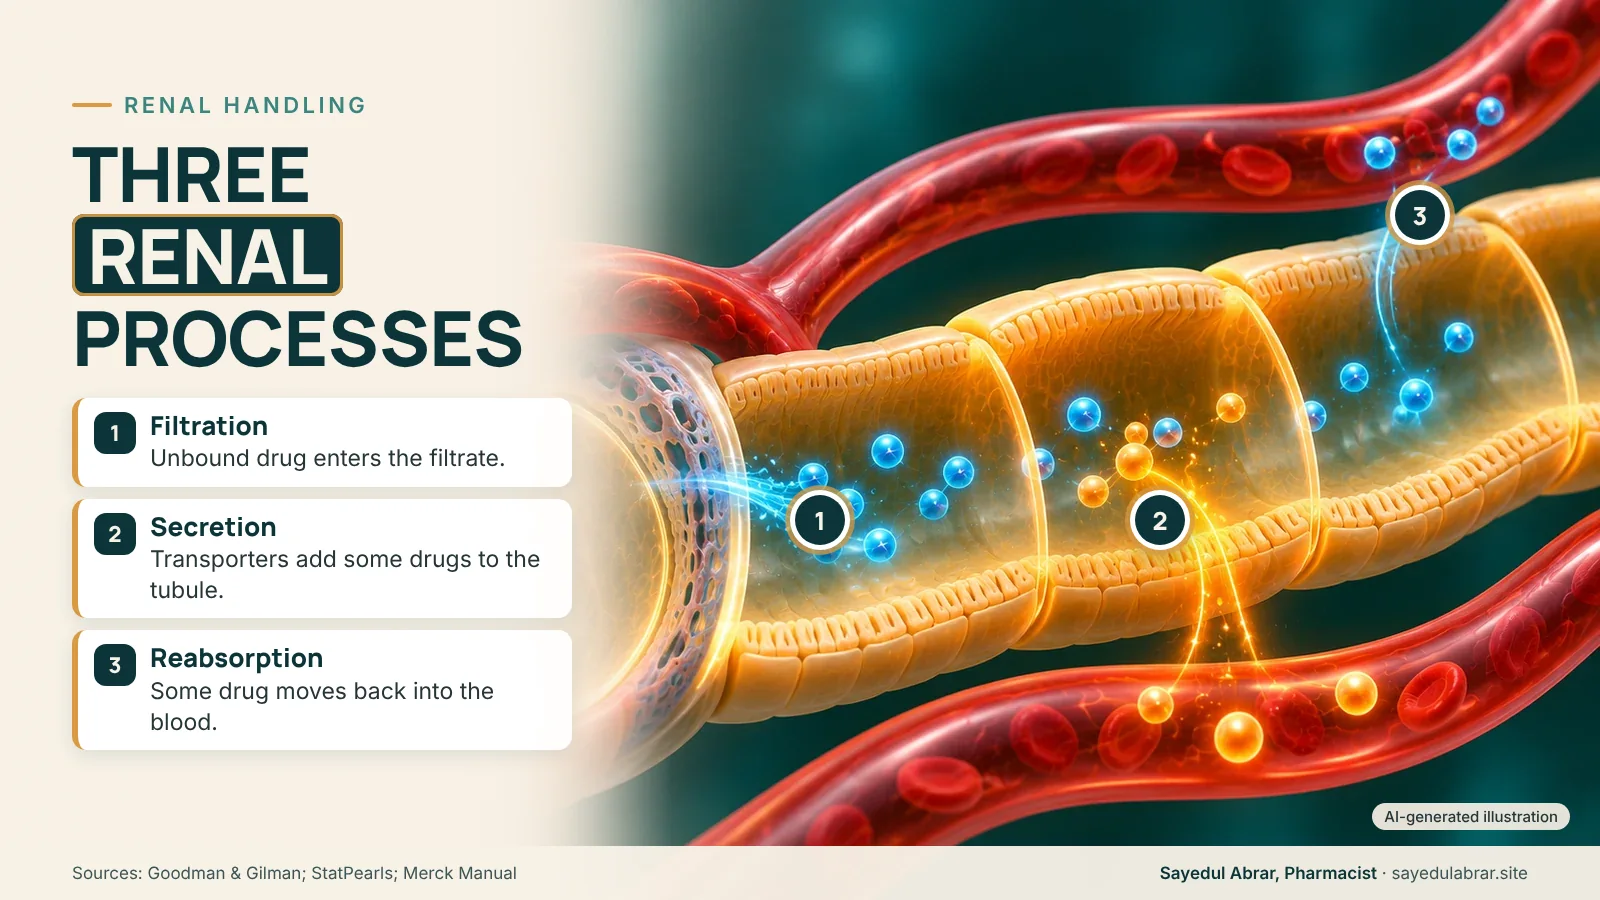 RENAL HANDLING
THREE
RENAL
PROCESSES
1
Filtration
Unbound drug enters the filtrate.
2
Secretion
Transporters add some drugs to the
tubule.
3
Reabsorption
Some drug moves back into the
blood.
3
1
2
AI-generated illustration
Sources: Goodman & Gilman; StatPearls; Merck Manual
Sayedul Abrar, Pharmacist · sayedulabrar.site